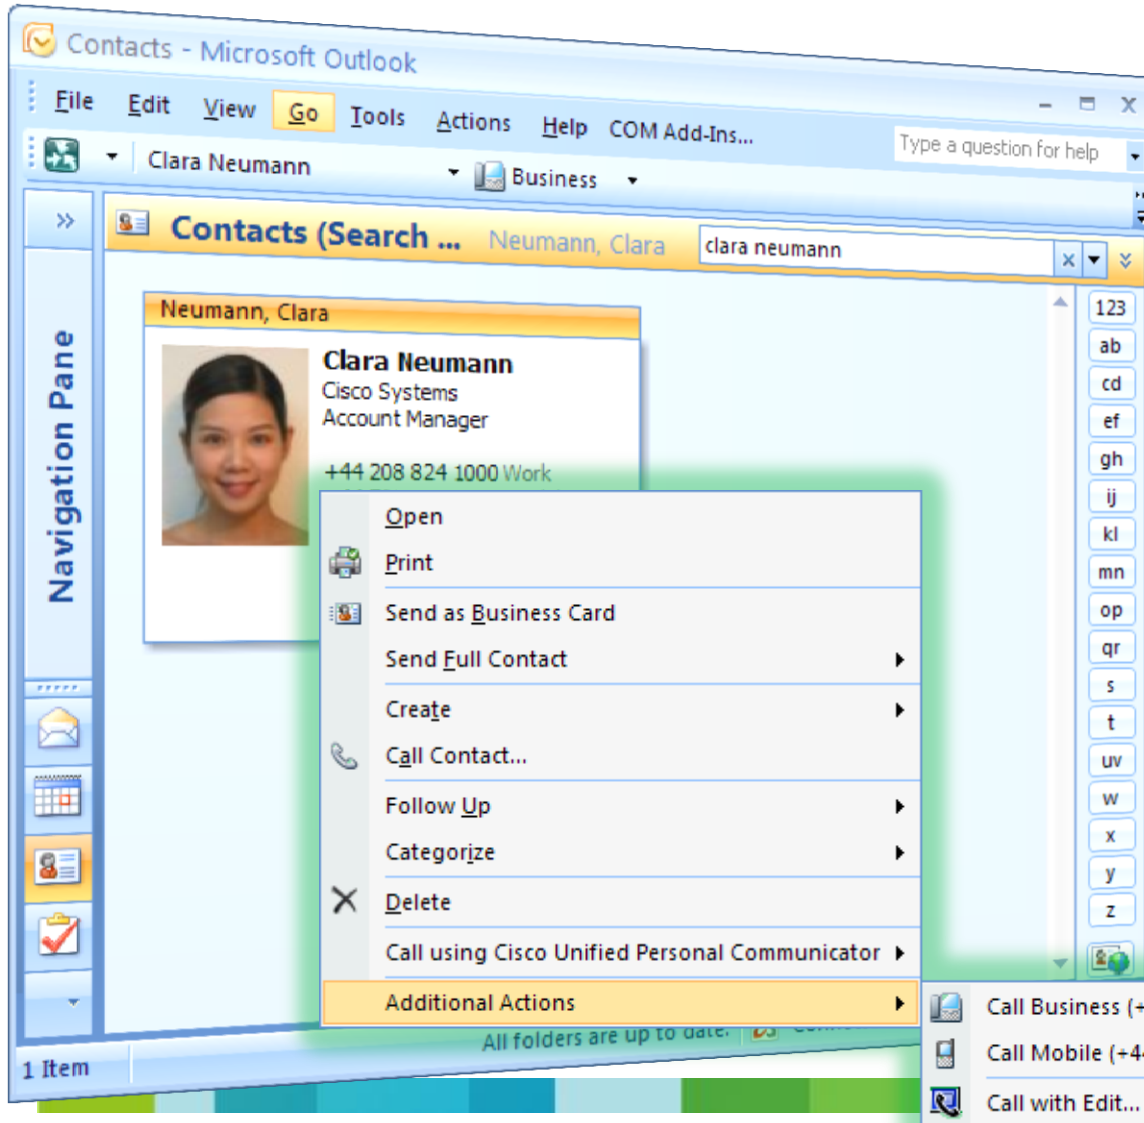 Contacts - Microsoft Outlook
File Edit View Go Tools Actions Help COM Add-Ins...
Type a question for help
Clara Neumann Business
Contacts (Search ... Neumann, Clara clara neumann
Navigation Pane
Neumann, Clara
Clara Neumann
Cisco Systems
Account Manager
+44 208 824 1000 Work
Open
Print
Send as Business Card
Send Full Contact
Create
Call Contact...
Follow Up
Categorize
Delete
Call using Cisco Unified Personal Communicator
Additional Actions
Call Business (+
Call Mobile (+44
Call with Edit...
123
ab
cd
ef
gh
ij
kl
mn
op
qr
s
t
uv
w
x
y
z
All folders are up to date.
1 Item